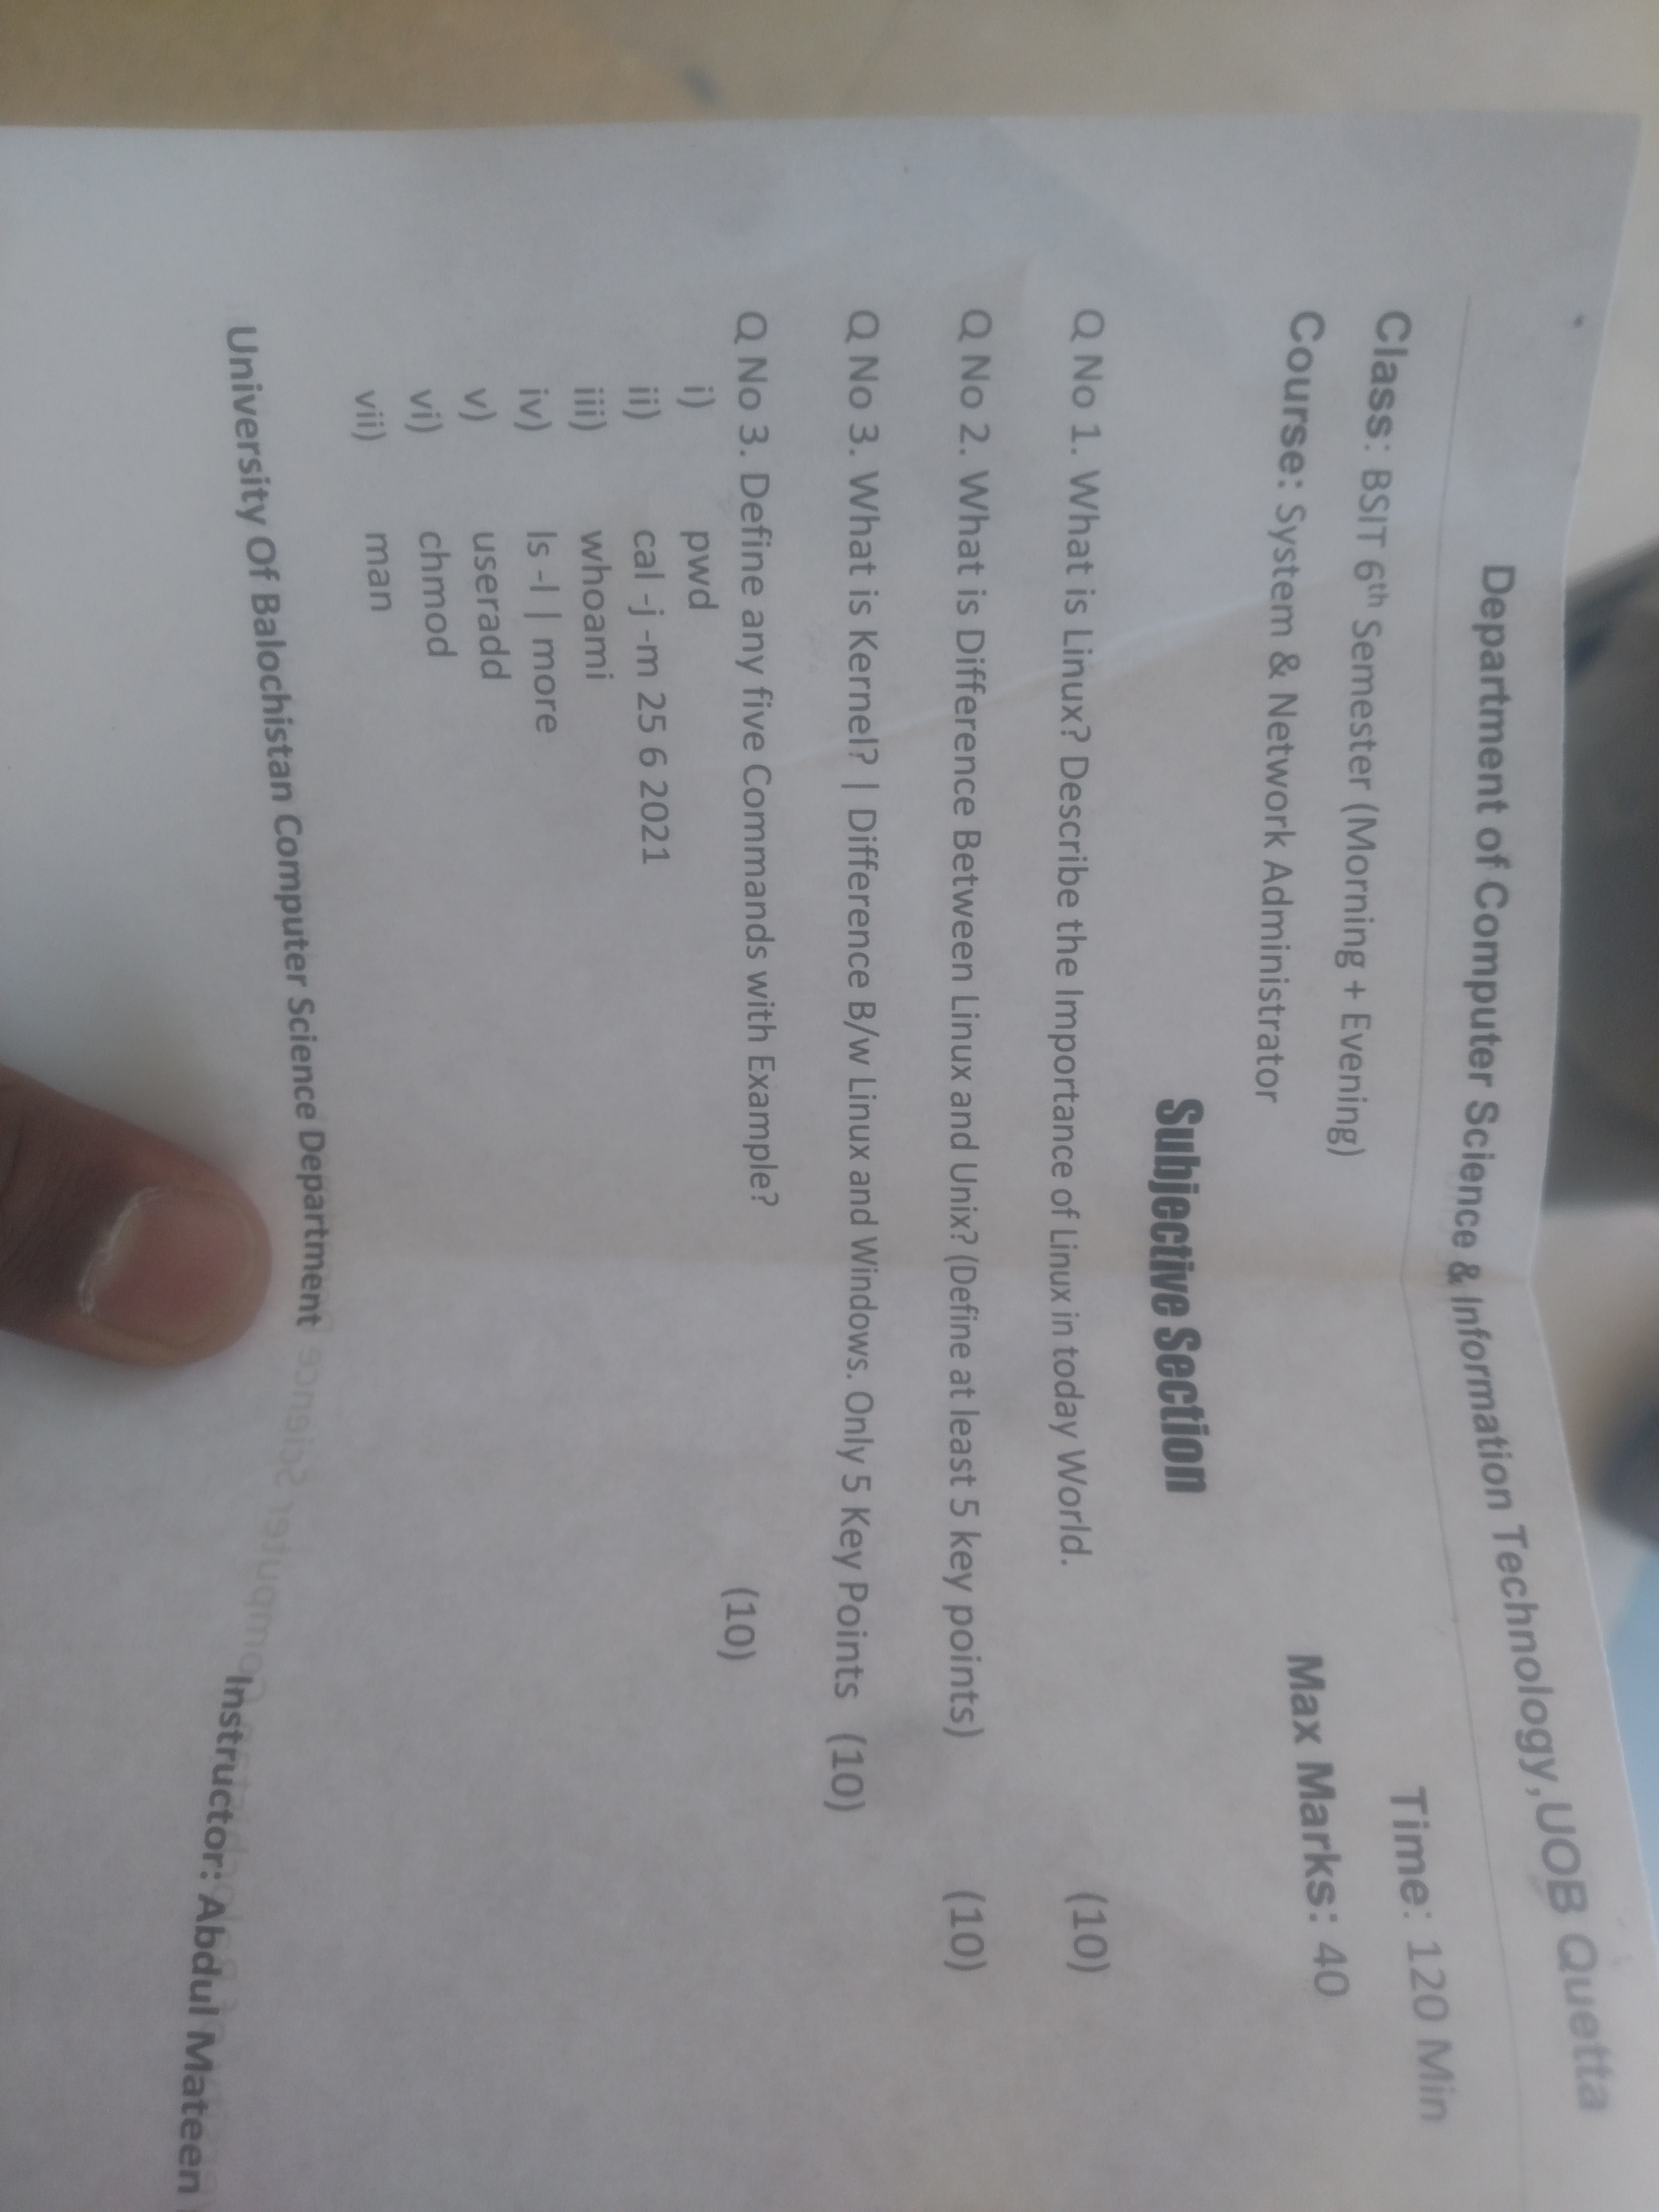 Department of Computer Science & Information Technology,UOB Quetta
Class: BSIT 6th Semester (Morning + Evening) Time: 120 Min
Course: System & Network Administrator Max Marks: 40
Subjective Section
Q No 1. What is Linux? Describe the Importance of Linux in today World. (10)
Q No 2. What is Difference Between Linux and Unix? (Define at least 5 key points) (10)
Q No 3. What is Kernel? | Difference B/w Linux and Windows. Only 5 Key Points (10)
Q No 3. Define any five Commands with Example? (10)
i) pwd
ii) cal -j -m 25 6 2021
iii) whoami
iv) ls -l | more
v) useradd
vi) chmod
vii) man
University Of Balochistan Computer Science Department Instructor: Abdul Mateen